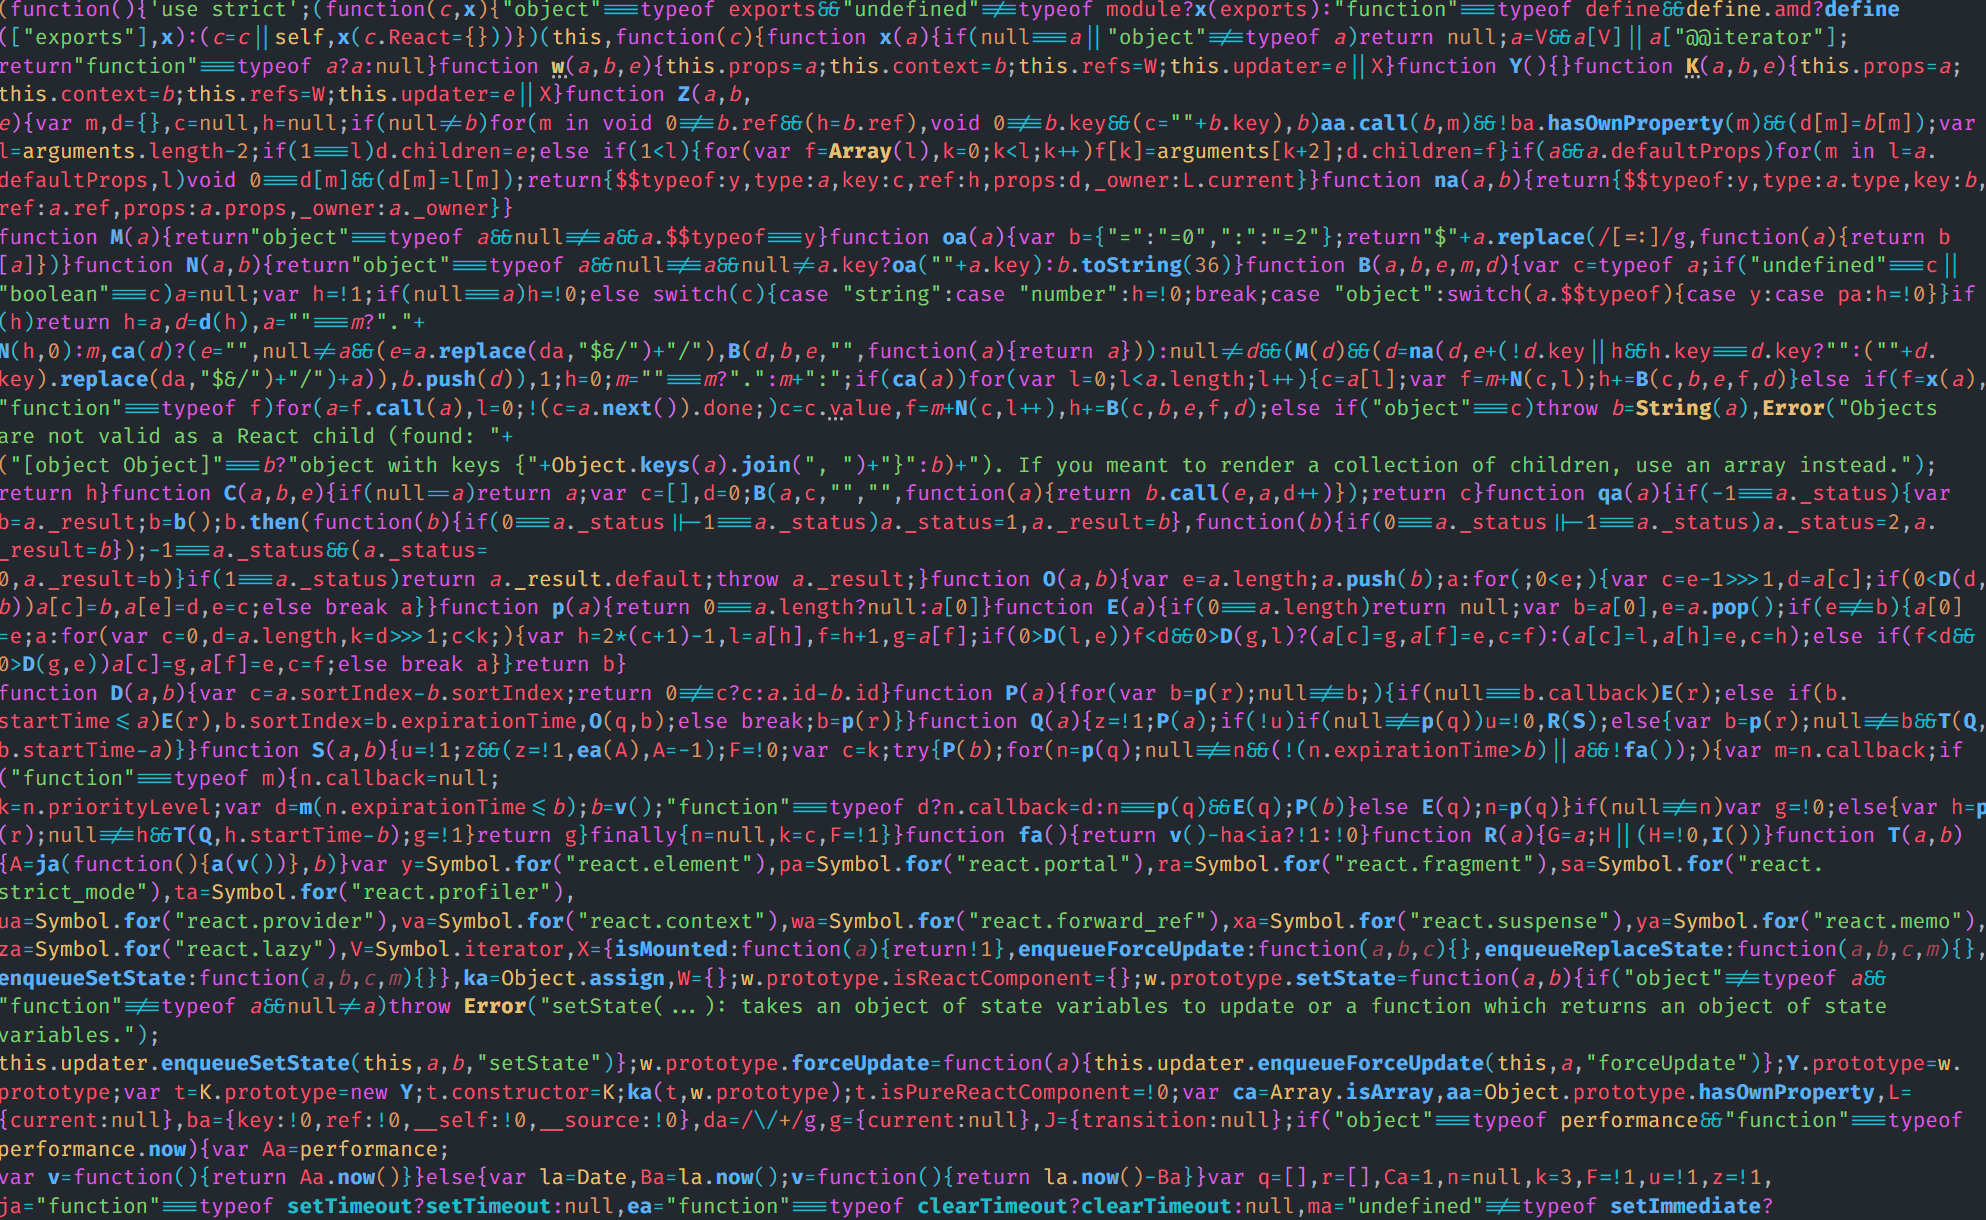 (function(){'use strict';(function(c,x){"object"===typeof exports&&"undefined"!==typeof module?x(exports):"function"===typeof define&&define.amd?define
(["exports"],x):(c=c||self,x(c.React={}))})(this,function(c){function x(a){if(null===a||"object"!==typeof a)return null;a=V&&a[V]||a["@@iterator"];
return"function"===typeof a?a:null}function w(a,b,e){this.props=a;this.context=b;this.refs=W;this.updater=e||X}function Y(){}function K(a,b,e){this.props=a;
this.context=b;this.refs=W;this.updater=e||X}function Z(a,b,
e){var m,d={},c=null,h=null;if(null!=b)for(m in void 0!==b.ref&&(h=b.ref),void 0!==b.key&&(c=""+b.key),b)aa.call(b,m)&&!ba.hasOwnProperty(m)&&(d[m]=b[m]);var
l=arguments.length-2;if(1===l)d.children=e;else if(1<l){for(var f=Array(l),k=0;k<l;k++)f[k]=arguments[k+2];d.children=f}if(a&&a.defaultProps)for(m in l=a.
defaultProps,l)void 0===d[m]&&(d[m]=l[m]);return{$$typeof:y,type:a,key:c,ref:h,props:d,_owner:L.current}}function na(a,b){return{$$typeof:y,type:a.type,key:b,
ref:a.ref,props:a.props,_owner:a._owner}}
function M(a){return"object"===typeof a&&null!==a&&a.$$typeof===y}function oa(a){var b={"=":"=0",":":"=2"};return"$"+a.replace(/[=:]/g,function(a){return b
[a]})}function N(a,b){return"object"===typeof a&&null!==a&&null!=a.key?oa(""+a.key):b.toString(36)}function B(a,b,e,m,d){var c=typeof a;if("undefined"===c||
"boolean"===c)a=null;var h=!1;if(null===a)h=!0;else switch(c){case "string":case "number":h=!0;break;case "object":switch(a.$$typeof){case y:case pa:h=!0}}if
(h)return h=a,d=d(h),a=""===m?"."+
N(h,0):m,ca(d)?(e="",null!=a&&(e=a.replace(da,"$&/")+"/"),B(d,b,e,"",function(a){return a})):null!=d&&(M(d)&&(d=na(d,e+(!d.key||h&&h.key===d.key?"":(""+d.
key).replace(da,"$&/")+"/")+a)),b.push(d)),1;h=0;m=""===m?".":m+":";if(ca(a))for(var l=0;l<a.length;l++){c=a[l];var f=m+N(c,l);h+=B(c,b,e,f,d)}else if(f=x(a),
"function"===typeof f)for(a=f.call(a),l=0;!(c=a.next()).done;)c=c.value,f=m+N(c,l++),h+=B(c,b,e,f,d);else if("object"===c)throw b=String(a),Error("Objects
are not valid as a React child (found: "+
("[object Object]"===b?"object with keys {"+Object.keys(a).join(", ")+"}":b)+"). If you meant to render a collection of children, use an array instead.");
return h}function C(a,b,e){if(null==a)return a;var c=[],d=0;B(a,c,"","",function(a){return b.call(e,a,d++)});return c}function qa(a){if(-1===a._status){var
b=a._result;b=b();b.then(function(b){if(0===a._status||-1===a._status)a._status=1,a._result=b},function(b){if(0===a._status||-1===a._status)a._status=2,a.
_result=b});-1===a._status&&(a._status=
0,a._result=b)}if(1===a._status)return a._result.default;throw a._result;}function O(a,b){var e=a.length;a.push(b);a:for(;0<e;){var c=e-1>>>1,d=a[c];if(0<D(d,
b))a[c]=b,a[e]=d,e=c;else break a}}function p(a){return 0===a.length?null:a[0]}function E(a){if(0===a.length)return null;var b=a[0],e=a.pop();if(e!==b){a[0]
=e;a:for(var c=0,d=a.length,k=d>>>1;c<k;){var h=2*(c+1)-1,l=a[h],f=h+1,g=a[f];if(0>D(l,e))f<d&&0>D(g,l)?(a[c]=g,a[f]=e,c=f):(a[c]=l,a[h]=e,c=h);else if(f<d&&
0>D(g,e))a[c]=g,a[f]=e,c=f;else break a}}return b}
function D(a,b){var c=a.sortIndex-b.sortIndex;return 0!==c?c:a.id-b.id}function P(a){for(var b=p(r);null!==b;){if(null===b.callback)E(r);else if(b.
startTime<=a)E(r),b.sortIndex=b.expirationTime,O(q,b);else break;b=p(r)}}function Q(a){z=!1;P(a);if(!u)if(null!==p(q))u=!0,R(S);else{var b=p(r);null!==b&&T(Q,
b.startTime-a)}}function S(a,b){u=!1;z&&(z=!1,ea(A),A=-1);F=!0;var c=k;try{P(b);for(n=p(q);null!==n&&(!(n.expirationTime>b)||a&&!fa());){var m=n.callback;if
("function"===typeof m){n.callback=null;
k=n.priorityLevel;var d=m(n.expirationTime<=b);b=v();"function"===typeof d?n.callback=d:n===p(q)&&E(q);P(b)}else E(q);n=p(q)}if(null!==n)var g=!0;else{var h=p
(r);null!==h&&T(Q,h.startTime-b);g=!1}return g}finally{n=null,k=c,F=!1}}function fa(){return v()-ha<ia?!1:!0}function R(a){G=a;H||(H=!0,I())}function T(a,b)
{A=ja(function(){a(v())},b)}var y=Symbol.for("react.element"),pa=Symbol.for("react.portal"),ra=Symbol.for("react.fragment"),sa=Symbol.for("react.
strict_mode"),ta=Symbol.for("react.profiler"),
ua=Symbol.for("react.provider"),va=Symbol.for("react.context"),wa=Symbol.for("react.forward_ref"),xa=Symbol.for("react.suspense"),ya=Symbol.for("react.memo"),
za=Symbol.for("react.lazy"),V=Symbol.iterator,X={isMounted:function(a){return!1},enqueueForceUpdate:function(a,b,c){},enqueueReplaceState:function(a,b,c,m){},
enqueueSetState:function(a,b,c,m){}},ka=Object.assign,W={};w.prototype.isReactComponent={};w.prototype.setState=function(a,b){if("object"!==typeof a&&
"function"!==typeof a&&null!=a)throw Error("setState(...): takes an object of state variables to update or a function which returns an object of state
variables.");
this.updater.enqueueSetState(this,a,b,"setState")};w.prototype.forceUpdate=function(a){this.updater.enqueueForceUpdate(this,a,"forceUpdate")};Y.prototype=w.
prototype;var t=K.prototype=new Y;t.constructor=K;ka(t,w.prototype);t.isPureReactComponent=!0;var ca=Array.isArray,aa=Object.prototype.hasOwnProperty,L=
{current:null},ba={key:!0,ref:!0,__self:!0,__source:!0},da=/\/+/g,g={current:null},J={transition:null};if("object"===typeof performance&&"function"===typeof
performance.now){var Aa=performance;
var v=function(){return Aa.now()}}else{var la=Date,Ba=la.now();v=function(){return la.now()-Ba}}var q=[],r=[],Ca=1,n=null,k=3,F=!1,u=!1,z=!1,
ja="function"===typeof setTimeout?setTimeout:null,ea="function"===typeof clearTimeout?clearTimeout:null,ma="undefined"!==typeof setImmediate?